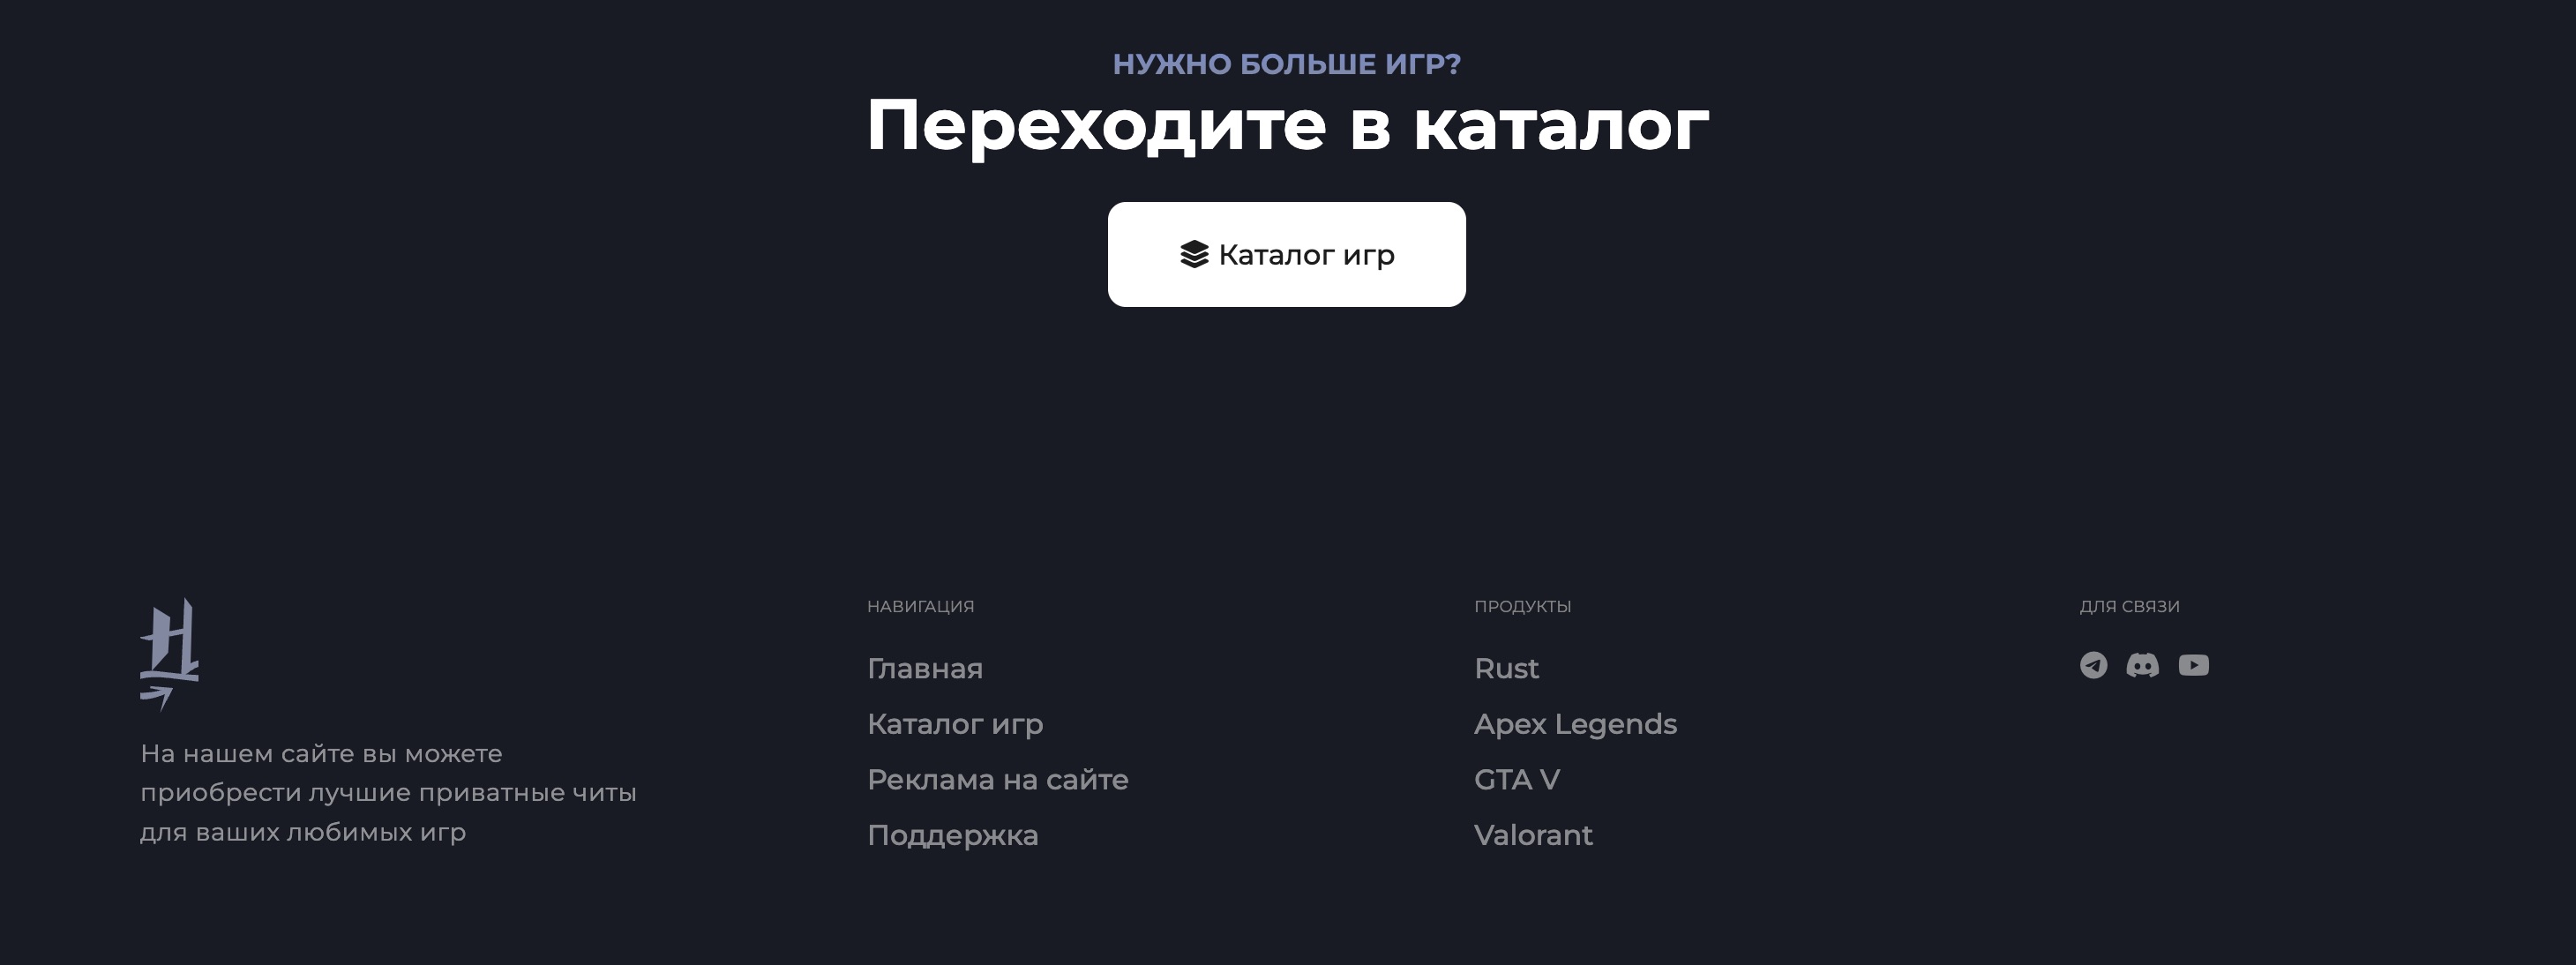 НУЖНО БОЛЬШЕ ИГР?
Переходите в каталог
Каталог игр
На нашем сайте вы можете
приобрести лучшие приватные читы
для ваших любимых игр
НАВИГАЦИЯ
Главная
Каталог игр
Реклама на сайте
Поддержка
ПРОДУКТЫ
Rust
Apex Legends
GTA V
Valorant
ДЛЯ СВЯЗИ